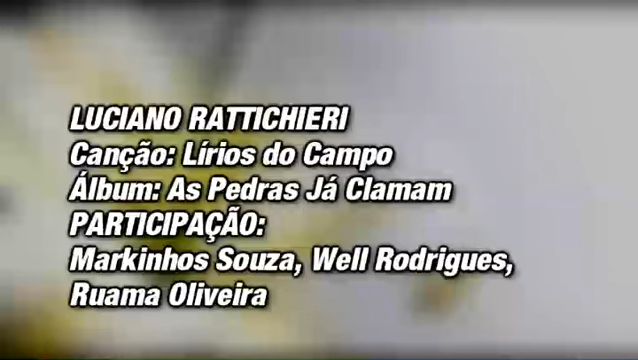 LUCIANO RATTICHIERI
Canção: Lírios do Campo
Álbum: As Pedras Já Clamam
PARTICIPAÇÃO:
Markinhos Souza, Well Rodrigues,
Ruama Oliveira